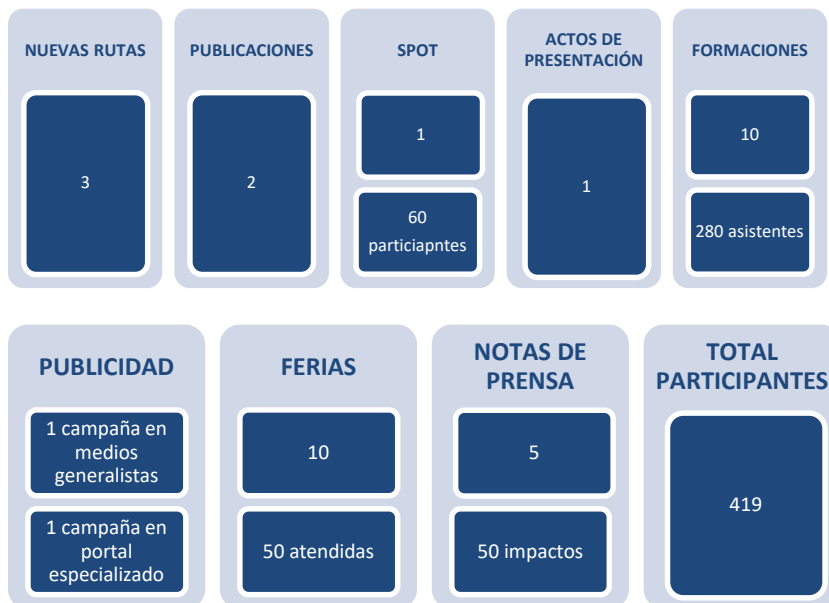 NUEVAS RUTAS
3
PUBLICACIONES
2
SPOT
1
60
particiapntes
ACTOS DE
PRESENTACIÓN
1
FORMACIONES
10
280 asistentes
PUBLICIDAD
1 campaña en
medios
generalistas
1 campaña en
portal
especializado
FERIAS
10
50 atendidas
NOTAS DE
PRENSA
5
50 impactos
TOTAL
PARTICIPANTES
419